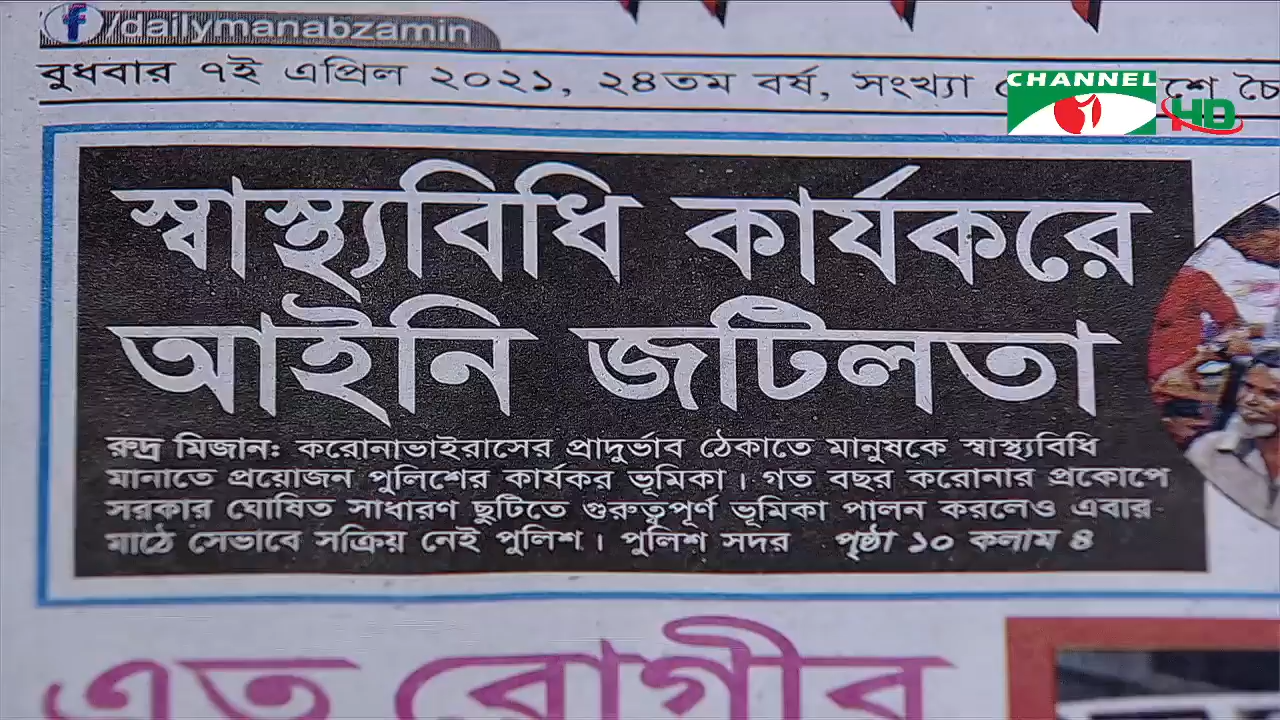 /dailymanabzamin
বুধবার ৭ই এপ্রিল ২০২১, ২৪তম বর্ষ, সংখ্যা
CHANNEL
HD
স্বাস্থ্যবিধি কার্যকরে
আইনি জটিলতা
রুদ্র মিজান: করোনাভাইরাসের প্রাদুর্ভাব ঠেকাতে মানুষকে স্বাস্থ্যবিধি
মানাতে প্রয়োজন পুলিশের কার্যকর ভূমিকা। গত বছর করোনার প্রকোপে
সরকার ঘোষিত সাধারণ ছুটিতে গুরুত্বপূর্ণ ভূমিকা পালন করলেও এবার
মাঠে সেভাবে সক্রিয় নেই পুলিশ। পুলিশ সদর পৃষ্ঠা ১০ কলাম ৪
এত রোগীর